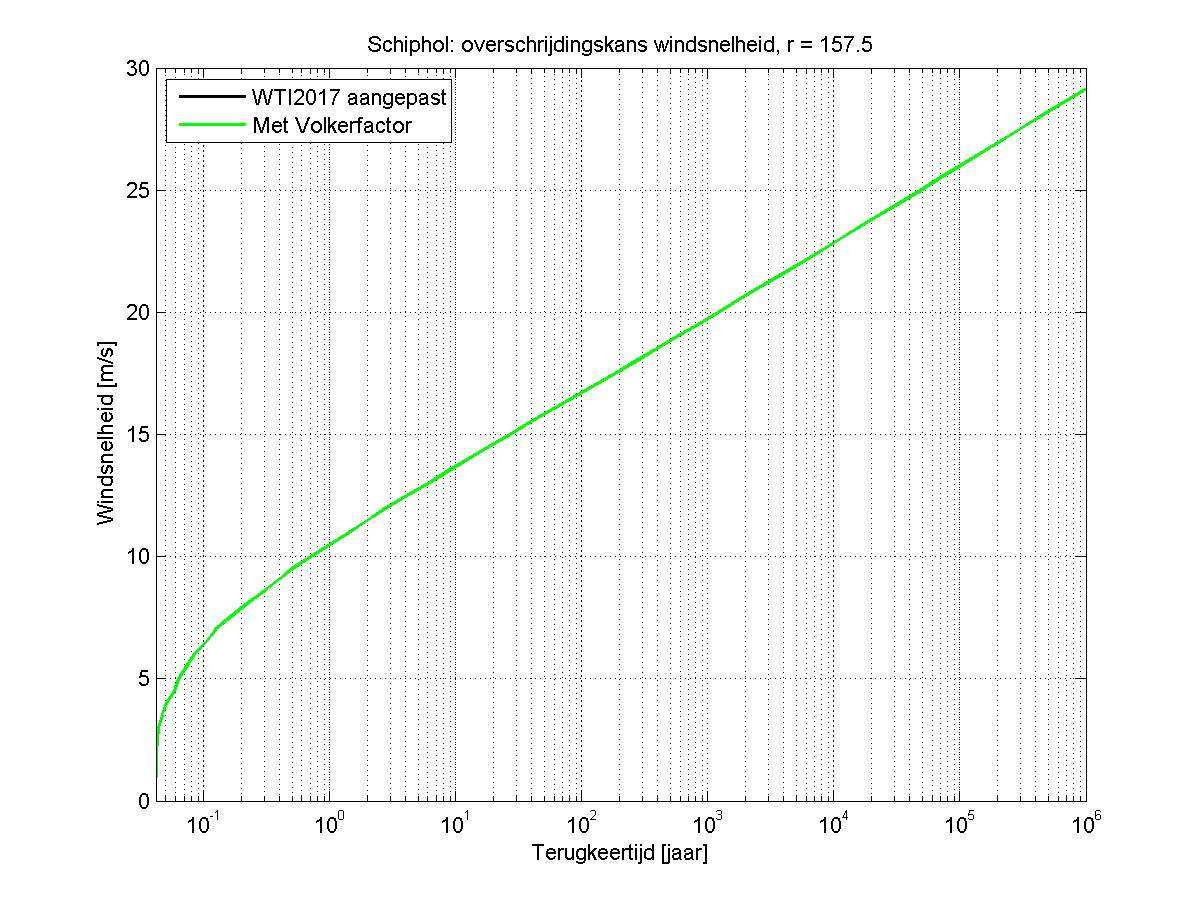 Schiphol: overschrijdingskans windsnelheid, r = 157.5
30
WTI2017 aangepast
Met Volkerfactor
25
20
15
10
5
0
Windsnelheid [m/s]
10^-1 10^0 10^1 10^2 10^3 10^4 10^5 10^6
Terugkeertijd [jaar]